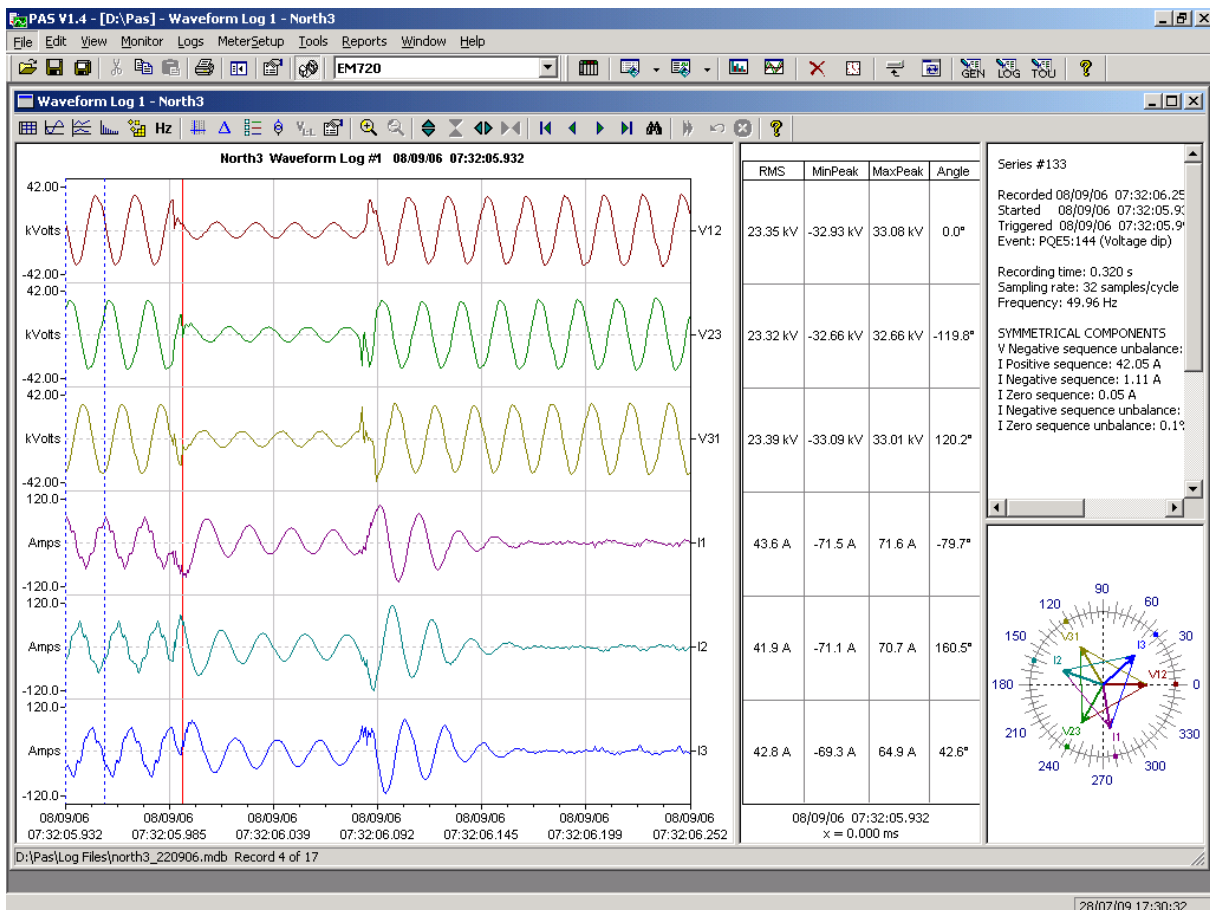 PAS V1.4 - [D:\Pas] - Waveform Log 1 - North3
File Edit View Monitor Logs MeterSetup Tools Reports Window Help
EM720
GEN LOG TOU
Waveform Log 1 - North3
Hz
North3 Waveform Log #1 08/09/06 07:32:05.932
42.00
kVolts
-42.00
V12
42.00
kVolts
-42.00
V23
42.00
kVolts
-42.00
V31
120.0
Amps
-120.0
I1
120.0
Amps
-120.0
I2
120.0
Amps
-120.0
I3
08/09/06 08/09/06 08/09/06 08/09/06 08/09/06 08/09/06 08/09/06
07:32:05.932 07:32:05.985 07:32:06.039 07:32:06.092 07:32:06.145 07:32:06.199 07:32:06.252
RMS MinPeak MaxPeak Angle
23.35 kV -32.93 kV 33.08 kV 0.0°
23.32 kV -32.66 kV 32.66 kV -119.8°
23.39 kV -33.09 kV 33.01 kV 120.2°
43.6 A -71.5 A 71.6 A -79.7°
41.9 A -71.1 A 70.7 A 160.5°
42.8 A -69.3 A 64.9 A 42.6°
08/09/06 07:32:05.932
x = 0.000 ms
Series #133
Recorded 08/09/06 07:32:06.25
Started 08/09/06 07:32:05.93
Triggered 08/09/06 07:32:05.9
Event: PQE5:144 (Voltage dip)
Recording time: 0.320 s
Sampling rate: 32 samples/cycle
Frequency: 49.96 Hz
SYMMETRICAL COMPONENTS
V Negative sequence unbalance:
I Positive sequence: 42.05 A
I Negative sequence: 1.11 A
I Zero sequence: 0.05 A
I Negative sequence unbalance:
I Zero sequence unbalance: 0.1%
90
120 60
150 30
180 0
210 330
240 300
270
V31
I3
I2
V12
V23
I1
D:\Pas\Log Files\north3_220906.mdb Record 4 of 17
28/07/09 17:30:32